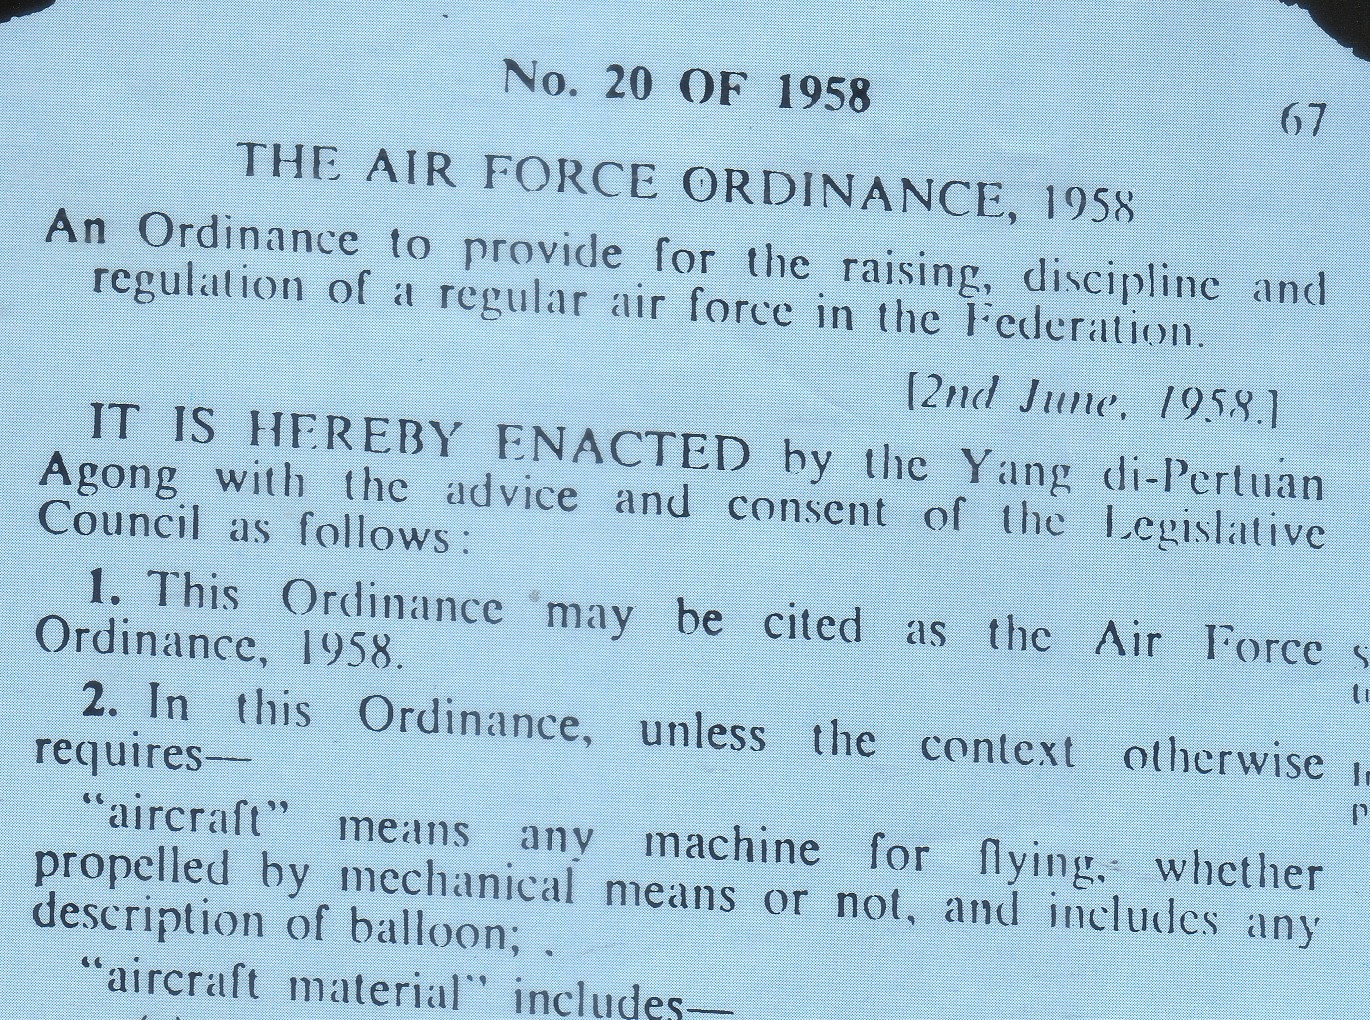 No. 20 OF 1958
67
THE AIR FORCE ORDINANCE, 1958
An Ordinance to provide for the raising, discipline and
regulation of a regular air force in the Federation.
[2nd June, 1958.]
IT IS HEREBY ENACTED by the Yang di-Pertuan
Agong with the advice and consent of the Legislative
Council as follows:
1. This Ordinance may be cited as the Air Force
Ordinance, 1958.
2. In this Ordinance, unless the context otherwise
requires—
“aircraft” means any machine for flying, whether
propelled by mechanical means or not, and includes any
description of balloon;
“aircraft material” includes—